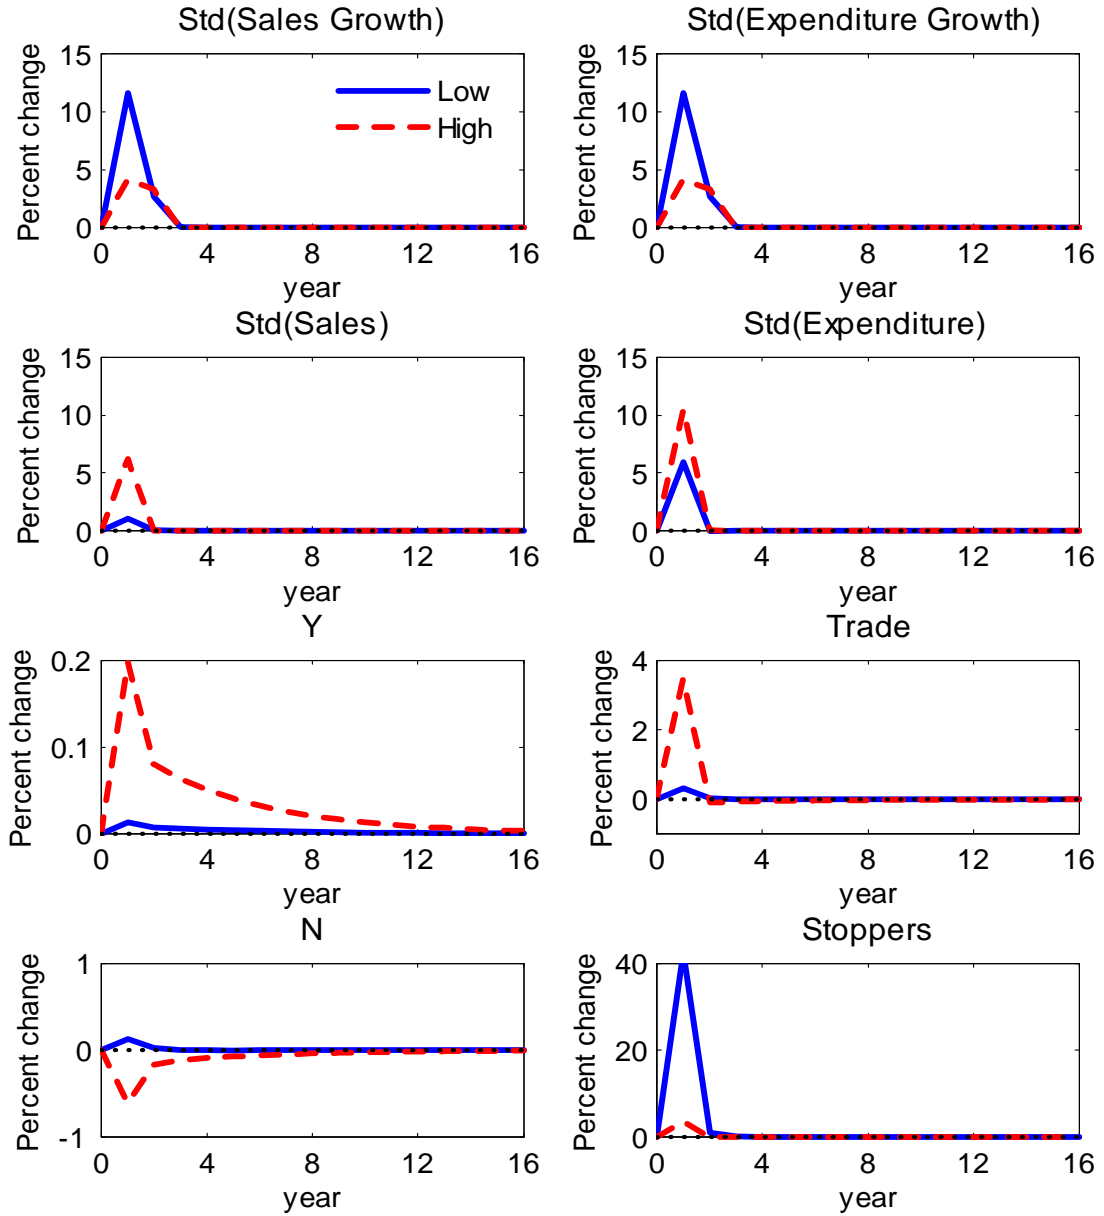 Std(Sales Growth)
Percent change
15
10
5
0
Low
High
0 4 8 12 16
year
Std(Expenditure Growth)
Percent change
15
10
5
0
0 4 8 12 16
year
Std(Sales)
Percent change
15
10
5
0
0 4 8 12 16
year
Std(Expenditure)
Percent change
15
10
5
0
0 4 8 12 16
year
Y
Percent change
0.2
0.1
0
0 4 8 12 16
year
Trade
Percent change
4
2
0
0 4 8 12 16
year
N
Percent change
1
0
-1
0 4 8 12 16
year
Stoppers
Percent change
40
20
0
0 4 8 12 16
year